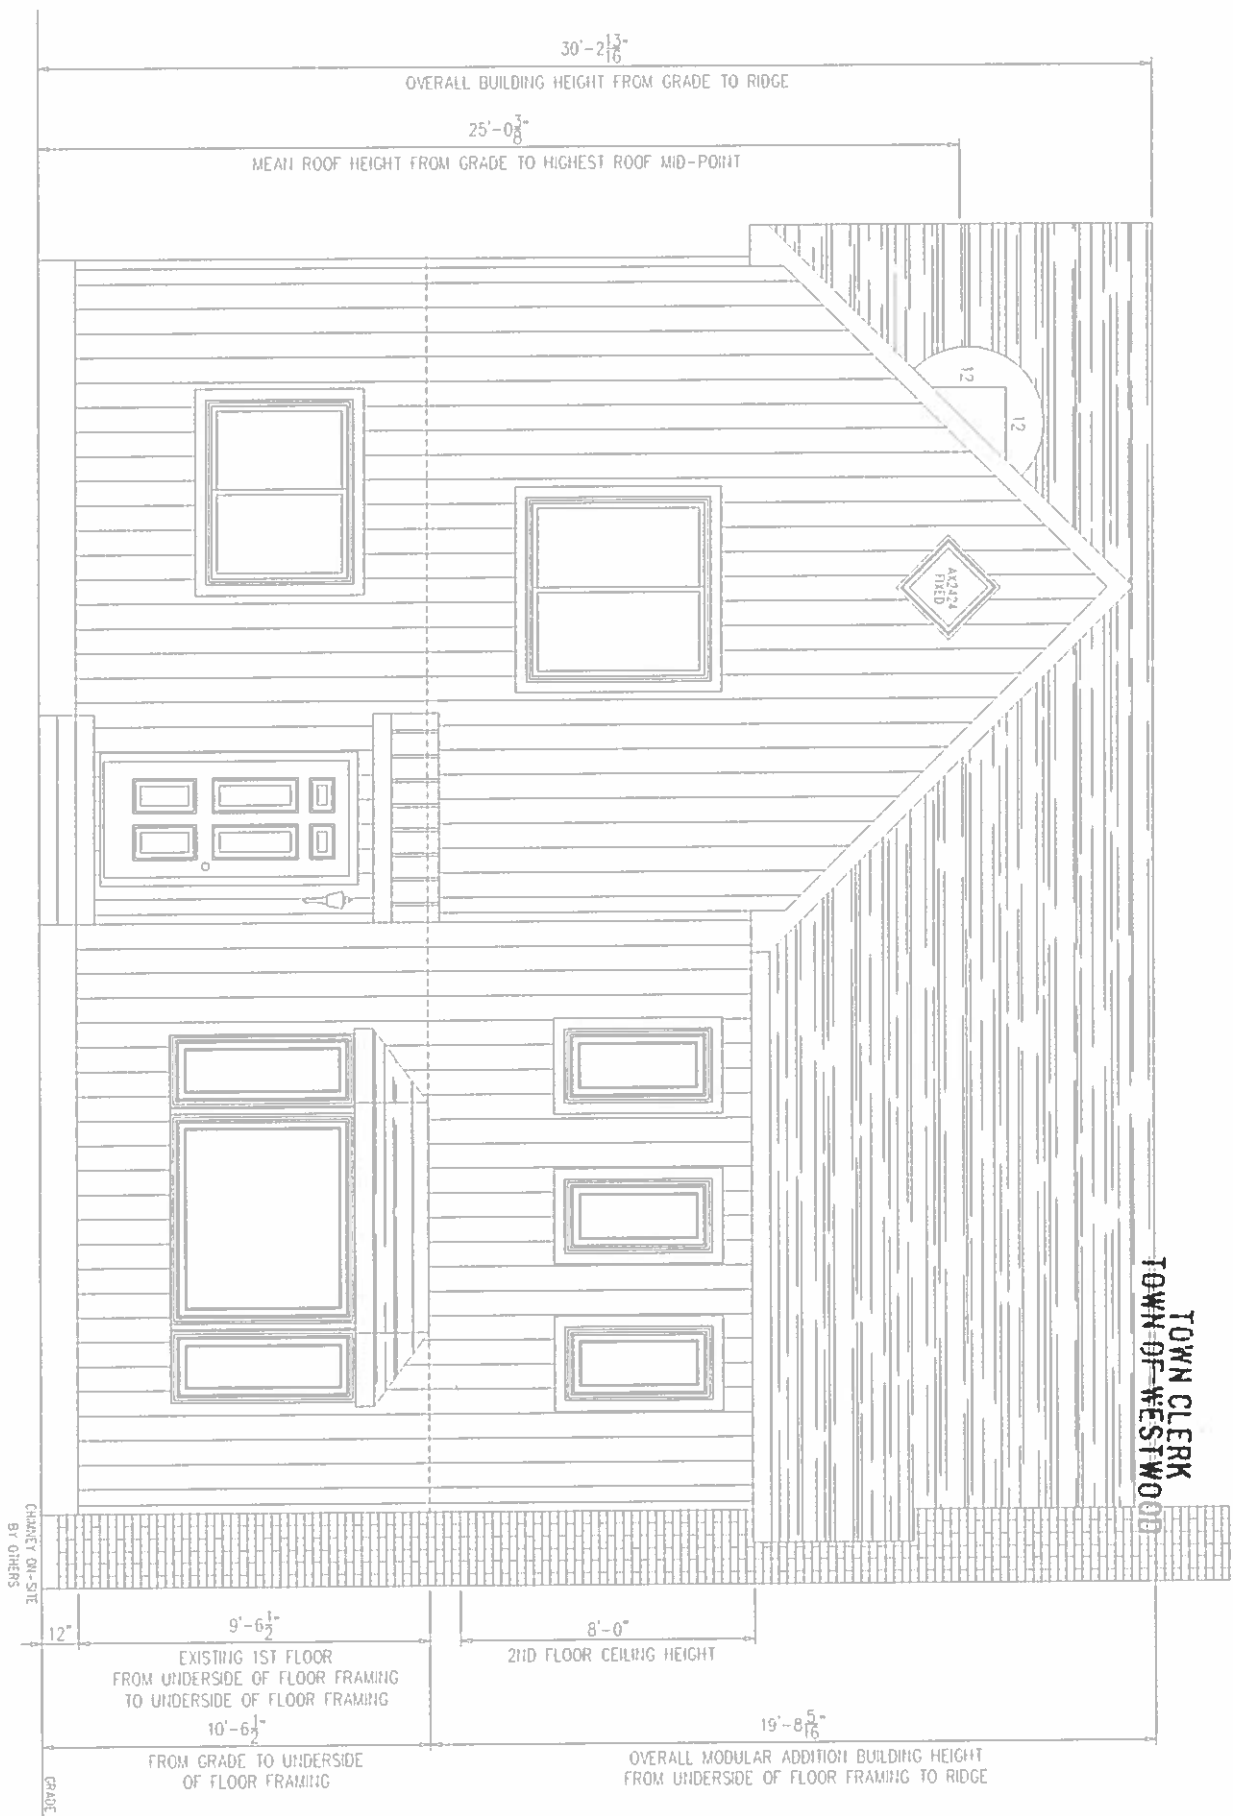 30'-2 13/16"
OVERALL BUILDING HEIGHT FROM GRADE TO RIDGE
25'-0 3/8"
MEAN ROOF HEIGHT FROM GRADE TO HIGHEST ROOF MID-POINT
12
12
AX2424
FIXED
TOWN CLERK
TOWN OF WESTWOOD
CHIMNEY ON-SITE
BY OTHERS
12"
9'-6 1/2"
EXISTING 1ST FLOOR
FROM UNDERSIDE OF FLOOR FRAMING
TO UNDERSIDE OF FLOOR FRAMING
8'-0"
2ND FLOOR CEILING HEIGHT
10'-6 1/2"
FROM GRADE TO UNDERSIDE
OF FLOOR FRAMING
19'-8 5/16"
OVERALL MODULAR ADDITION BUILDING HEIGHT
FROM UNDERSIDE OF FLOOR FRAMING TO RIDGE
GRADE